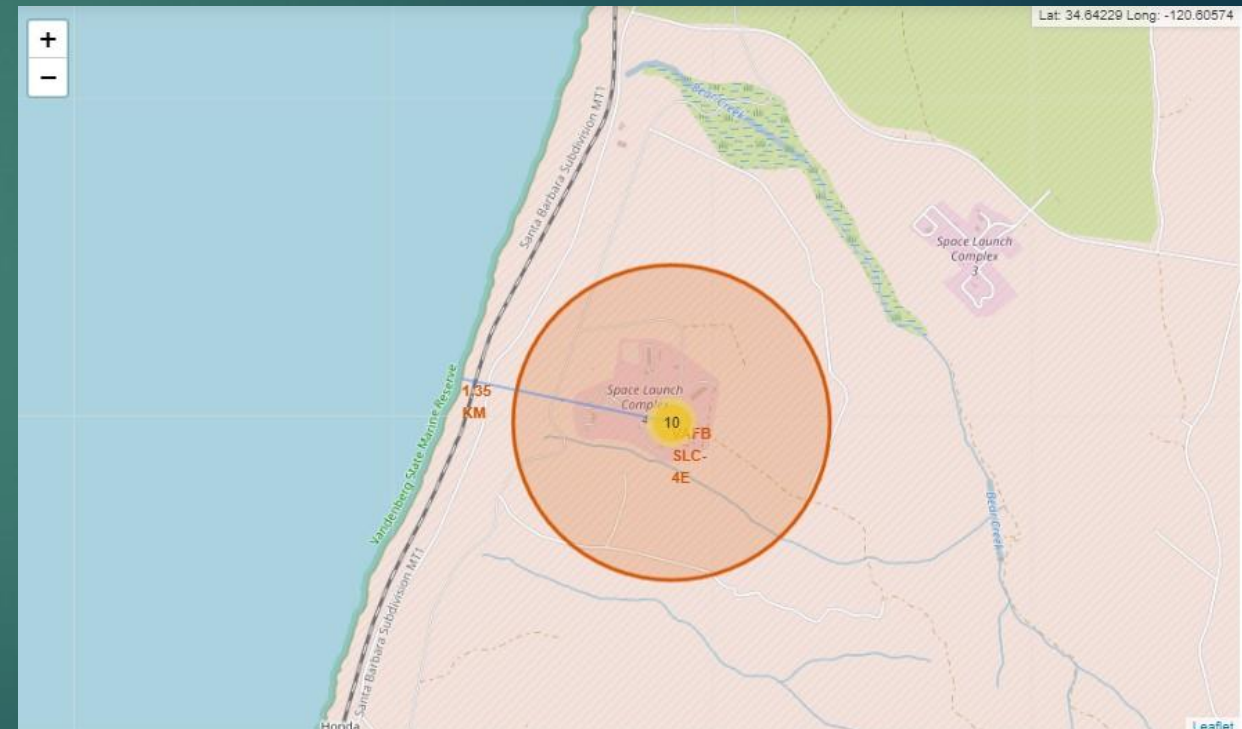 +
−
Lat: 34.64229 Long: -120.60574
Santa Barbara Subdivision MT1
Bear Creek
Space Launch
Complex
3
1.35
KM
Space Launch
Complex
4
10
VAFB
SLC-
4E
Vandenberg State Marine Reserve
Bear Creek
Santa Barbara Subdivision MT1
Honda
Leaflet